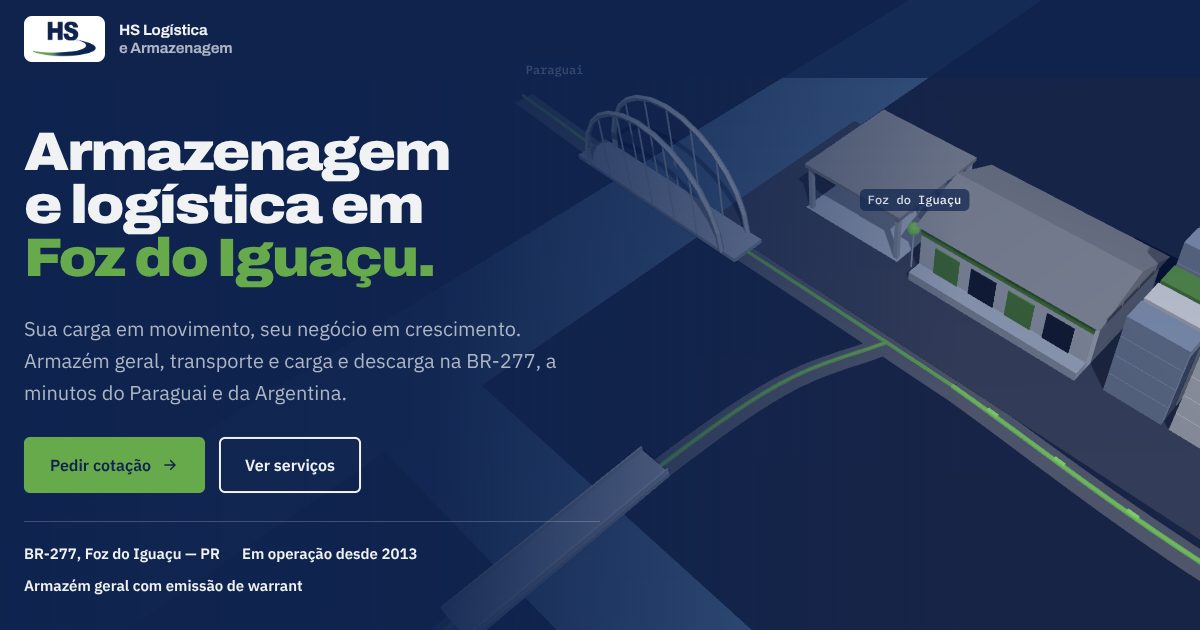 HS
HS Logística
e Armazenagem
Paraguai
Armazenagem
e logística em
Foz do Iguaçu.
Foz do Iguaçu
Sua carga em movimento, seu negócio em crescimento.
Armazém geral, transporte e carga e descarga na BR-277, a
minutos do Paraguai e da Argentina.
Pedir cotação →
Ver serviços
BR-277, Foz do Iguaçu — PR
Em operação desde 2013
Armazém geral com emissão de warrant